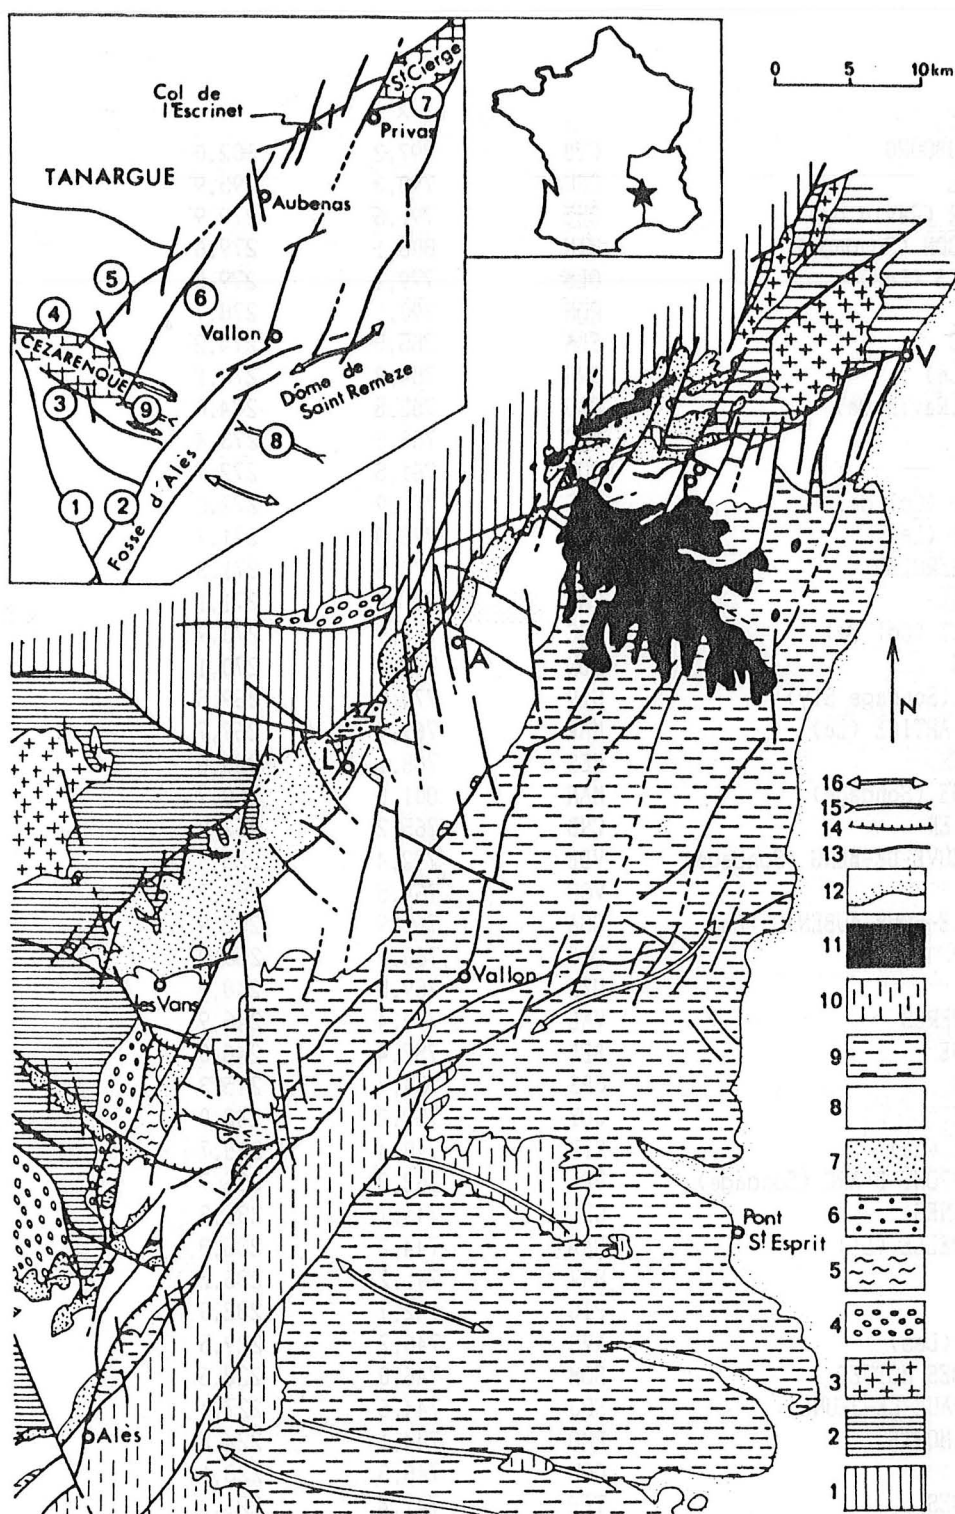 Col de
l'Escrinet
St Cierge
7
Privas
TANARGUE
Aubenas
5
6
4
Vallon
CEZARENQUE
Dôme de
Saint Remèze
3
9
8
1
2
Fosse d'Alès
0 5 10 km
V
P
A
L
N
Vallon
les Vans
Pont
St Esprit
Alès
16
15
14
13
12
11
10
9
8
7
6
5
4
3
2
1